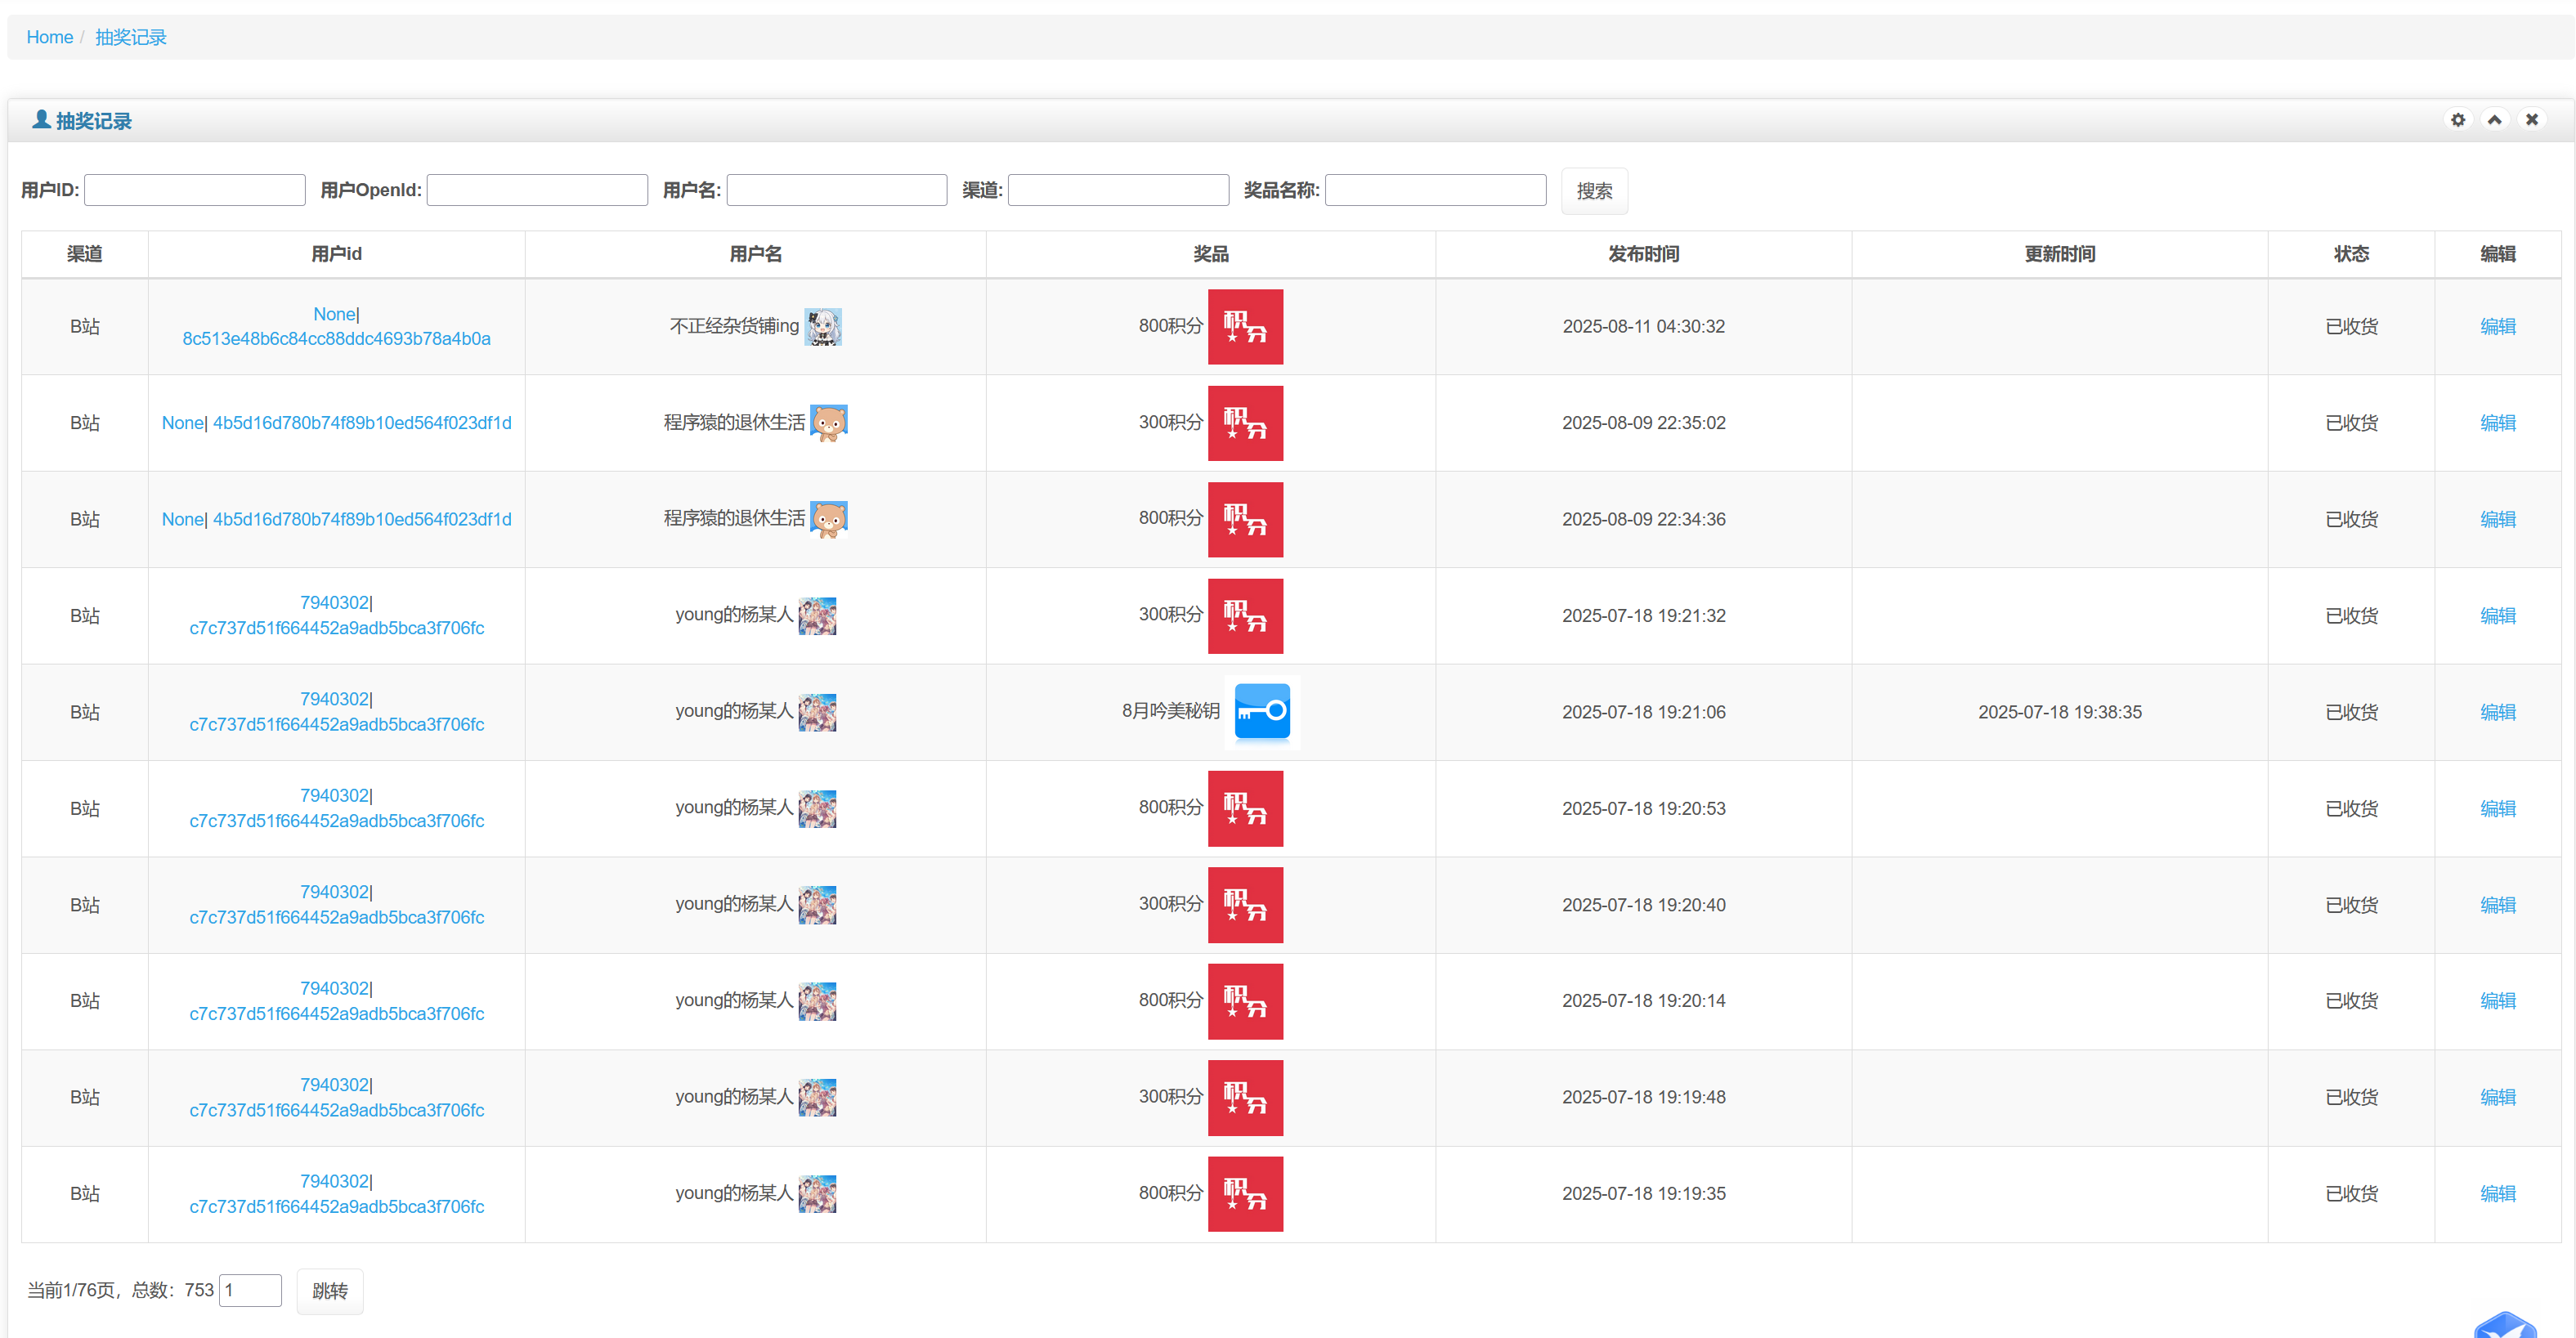 Home / 抽奖记录
抽奖记录
用户ID: 用户OpenId: 用户名: 渠道: 奖品名称: 搜索
渠道 用户id 用户名 奖品 发布时间 更新时间 状态 编辑
B站 None| 8c513e48b6c84cc88ddc4693b78a4b0a 不正经杂货铺ing 800积分 积分 2025-08-11 04:30:32 已收货 编辑
B站 None| 4b5d16d780b74f89b10ed564f023df1d 程序猿的退休生活 300积分 积分 2025-08-09 22:35:02 已收货 编辑
B站 None| 4b5d16d780b74f89b10ed564f023df1d 程序猿的退休生活 800积分 积分 2025-08-09 22:34:36 已收货 编辑
B站 7940302| c7c737d51f664452a9adb5bca3f706fc young的杨某人 300积分 积分 2025-07-18 19:21:32 已收货 编辑
B站 7940302| c7c737d51f664452a9adb5bca3f706fc young的杨某人 8月吟美秘钥 2025-07-18 19:21:06 2025-07-18 19:38:35 已收货 编辑
B站 7940302| c7c737d51f664452a9adb5bca3f706fc young的杨某人 800积分 积分 2025-07-18 19:20:53 已收货 编辑
B站 7940302| c7c737d51f664452a9adb5bca3f706fc young的杨某人 300积分 积分 2025-07-18 19:20:40 已收货 编辑
B站 7940302| c7c737d51f664452a9adb5bca3f706fc young的杨某人 800积分 积分 2025-07-18 19:20:14 已收货 编辑
B站 7940302| c7c737d51f664452a9adb5bca3f706fc young的杨某人 300积分 积分 2025-07-18 19:19:48 已收货 编辑
B站 7940302| c7c737d51f664452a9adb5bca3f706fc young的杨某人 800积分 积分 2025-07-18 19:19:35 已收货 编辑
当前1/76页，总数：753 1 跳转